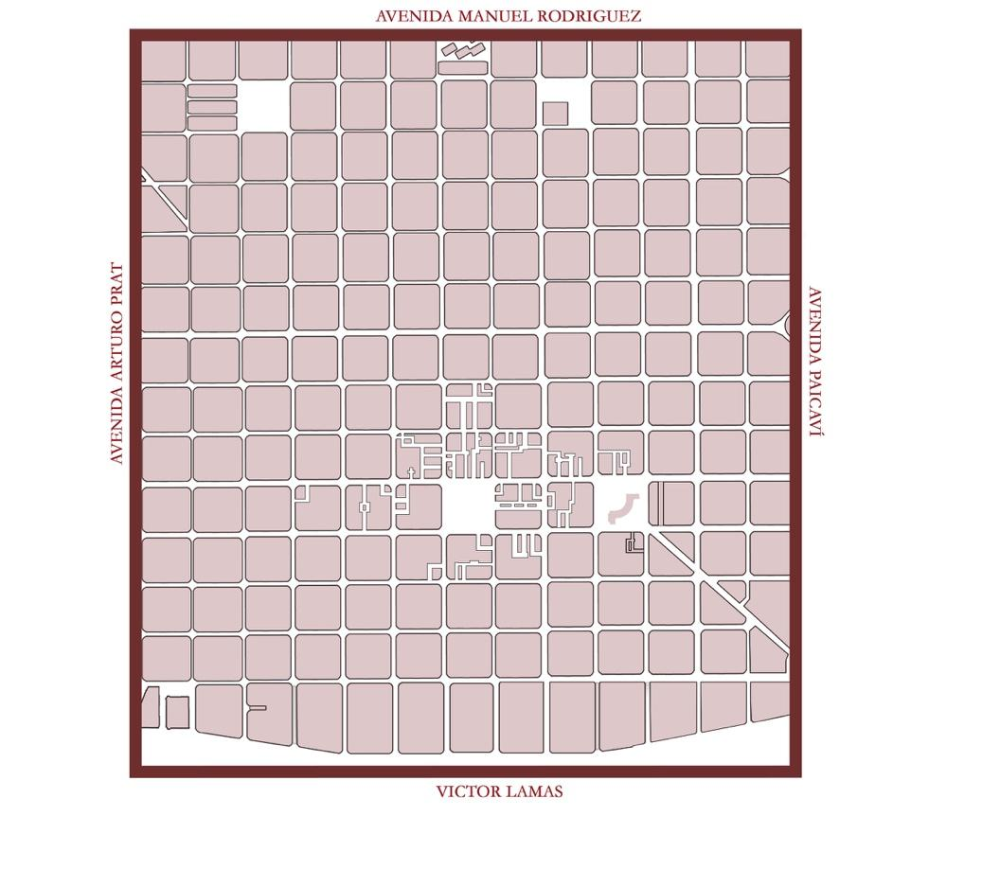 AVENIDA MANUEL RODRIGUEZ
AVENIDA ARTURO PRAT
AVENIDA PAICAVÍ
VICTOR LAMAS